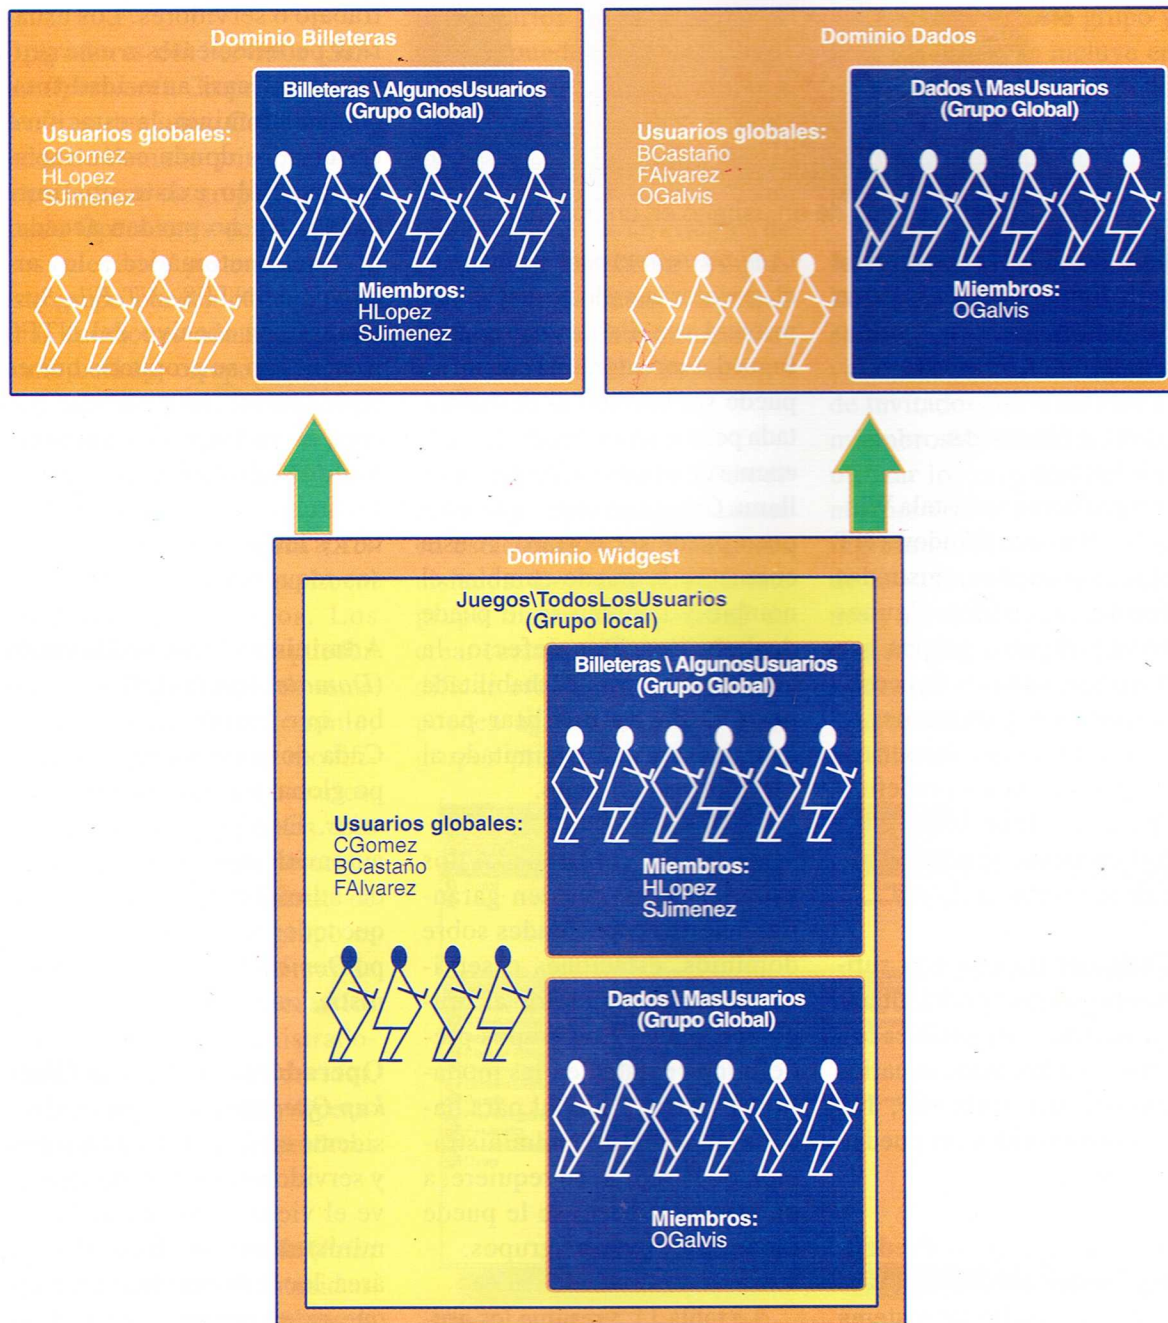 Dominio Billeteras
Billeteras \ AlgunosUsuarios
(Grupo Global)
Usuarios globales:
CGomez
HLopez
SJimenez
Miembros:
HLopez
SJimenez
Dominio Dados
Dados \ MasUsuarios
(Grupo Global)
Usuarios globales:
BCastaño
FAlvarez
OGalvis
Miembros:
OGalvis
Dominio Widgest
Juegos\TodosLosUsuarios
(Grupo local)
Billeteras \ AlgunosUsuarios
(Grupo Global)
Usuarios globales:
CGomez
BCastaño
FAlvarez
Miembros:
HLopez
SJimenez
Dados \ MasUsuarios
(Grupo Global)
Miembros:
OGalvis